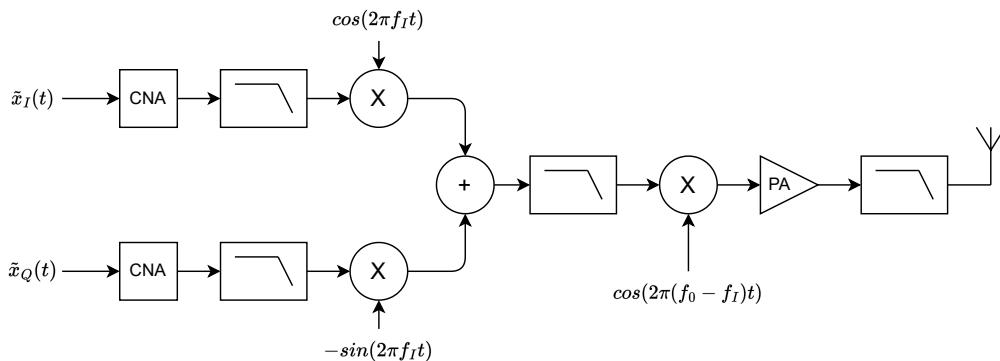 cos(2πf_I t)
x̃_I(t)
CNA
X
+
X
PA
x̃_Q(t)
CNA
X
cos(2π(f_0 − f_I)t)
−sin(2πf_I t)